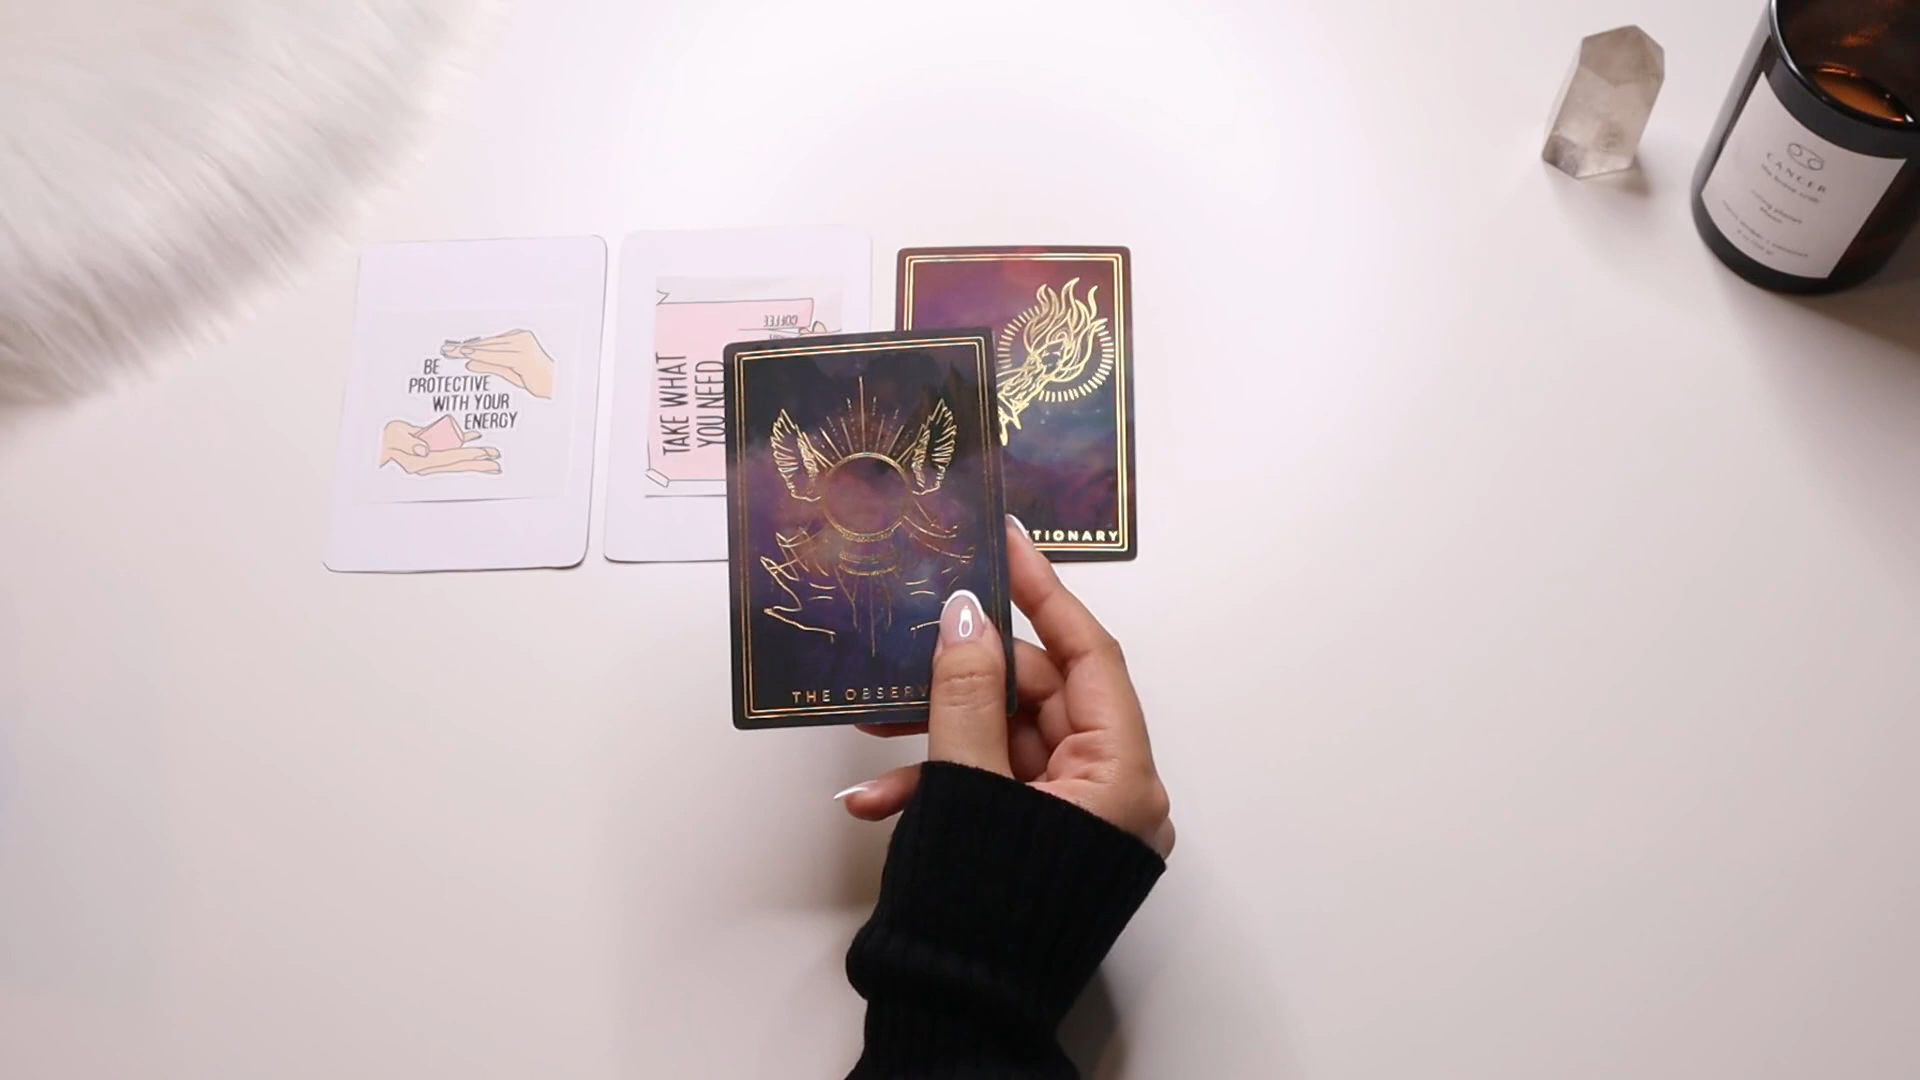 BE
PROTECTIVE
WITH YOUR
ENERGY
COFFEE
TAKE WHAT
YOU NEED
TIONARY
THE OBSERV
CANCER